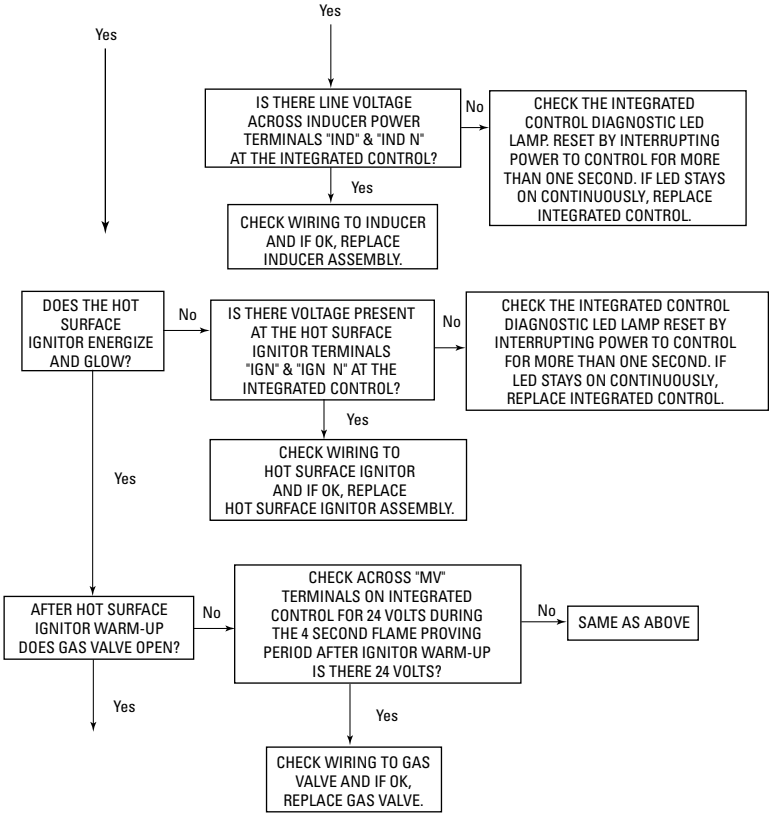 Yes
Yes
IS THERE LINE VOLTAGE
ACROSS INDUCER POWER
TERMINALS "IND" & "IND N"
AT THE INTEGRATED CONTROL?
No
CHECK THE INTEGRATED
CONTROL DIAGNOSTIC LED
LAMP. RESET BY INTERRUPTING
POWER TO CONTROL FOR MORE
THAN ONE SECOND. IF LED STAYS
ON CONTINUOUSLY, REPLACE
INTEGRATED CONTROL.
Yes
CHECK WIRING TO INDUCER
AND IF OK, REPLACE
INDUCER ASSEMBLY.
DOES THE HOT
SURFACE
IGNITOR ENERGIZE
AND GLOW?
No
IS THERE VOLTAGE PRESENT
AT THE HOT SURFACE
IGNITOR TERMINALS
"IGN" & "IGN N" AT THE
INTEGRATED CONTROL?
No
CHECK THE INTEGRATED CONTROL
DIAGNOSTIC LED LAMP RESET BY
INTERRUPTING POWER TO CONTROL
FOR MORE THAN ONE SECOND. IF
LED STAYS ON CONTINUOUSLY,
REPLACE INTEGRATED CONTROL.
Yes
CHECK WIRING TO
HOT SURFACE IGNITOR
AND IF OK, REPLACE
HOT SURFACE IGNITOR ASSEMBLY.
Yes
AFTER HOT SURFACE
IGNITOR WARM-UP
DOES GAS VALVE OPEN?
No
CHECK ACROSS "MV"
TERMINALS ON INTEGRATED
CONTROL FOR 24 VOLTS DURING
THE 4 SECOND FLAME PROVING
PERIOD AFTER IGNITOR WARM-UP
IS THERE 24 VOLTS?
No
SAME AS ABOVE
Yes
Yes
CHECK WIRING TO GAS
VALVE AND IF OK,
REPLACE GAS VALVE.